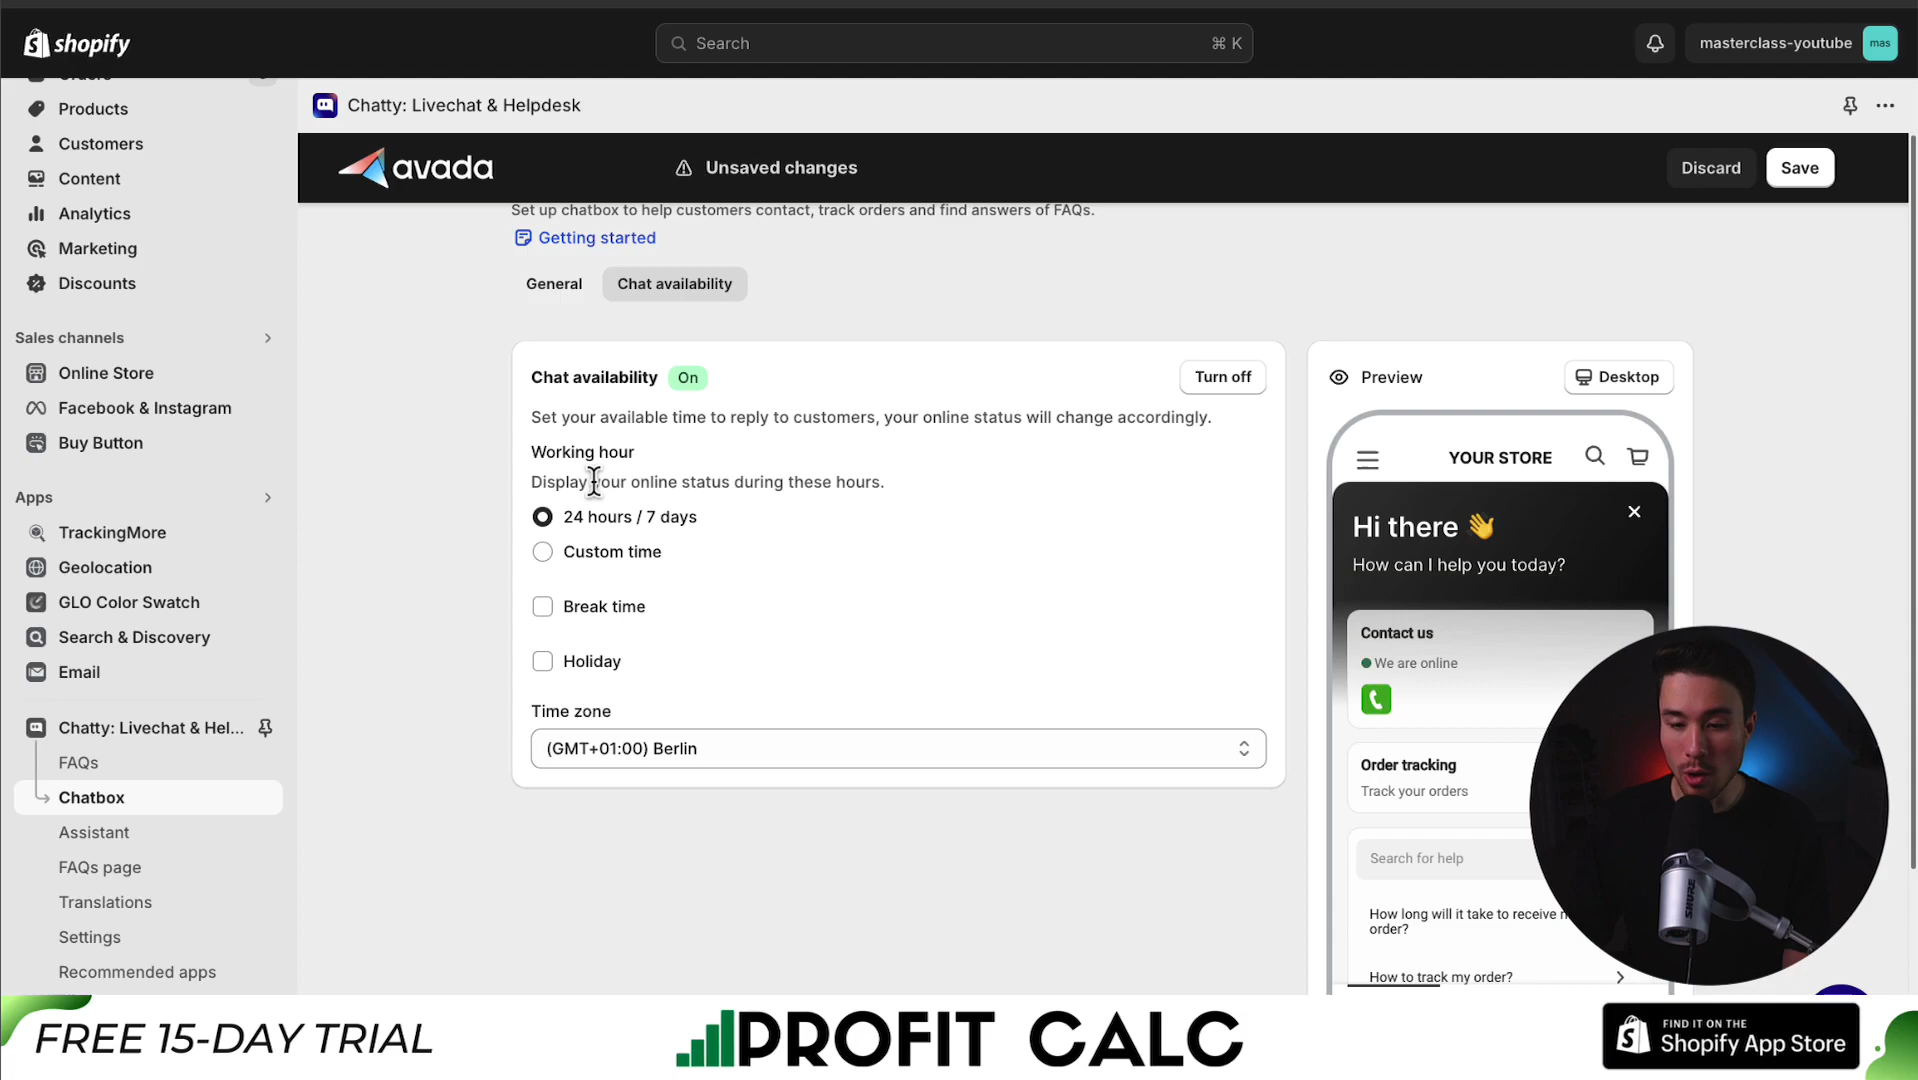 shopify
Search
⌘ K
masterclass-youtube
mas
Orders
Products
Customers
Content
Analytics
Marketing
Discounts
Sales channels
Online Store
Facebook & Instagram
Buy Button
Apps
TrackingMore
Geolocation
GLO Color Swatch
Search & Discovery
Email
Chatty: Livechat & Hel...
FAQs
Chatbox
Assistant
FAQs page
Translations
Settings
Recommended apps
Chatty: Livechat & Helpdesk
avada
Unsaved changes
Discard
Save
Set up chatbox to help customers contact, track orders and find answers of FAQs.
Getting started
General
Chat availability
Chat availability
On
Turn off
Set your available time to reply to customers, your online status will change accordingly.
Working hour
Display your online status during these hours.
24 hours / 7 days
Custom time
Break time
Holiday
Time zone
(GMT+01:00) Berlin
Preview
Desktop
YOUR STORE
Hi there 👋
How can I help you today?
Contact us
We are online
Order tracking
Track your orders
Search for help
How long will it take to receive
order?
How to track my order?
SHURE
FREE 15-DAY TRIAL
PROFIT CALC
FIND IT ON THE
Shopify App Store